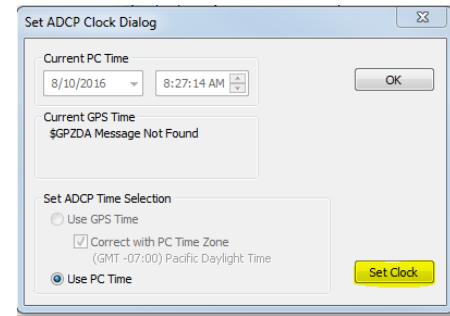 Set ADCP Clock Dialog
Current PC Time
8/10/2016
8:27:14 AM
OK
Current GPS Time
$GPZDA Message Not Found
Set ADCP Time Selection
Use GPS Time
Correct with PC Time Zone
(GMT -07:00) Pacific Daylight Time
Use PC Time
Set Clock